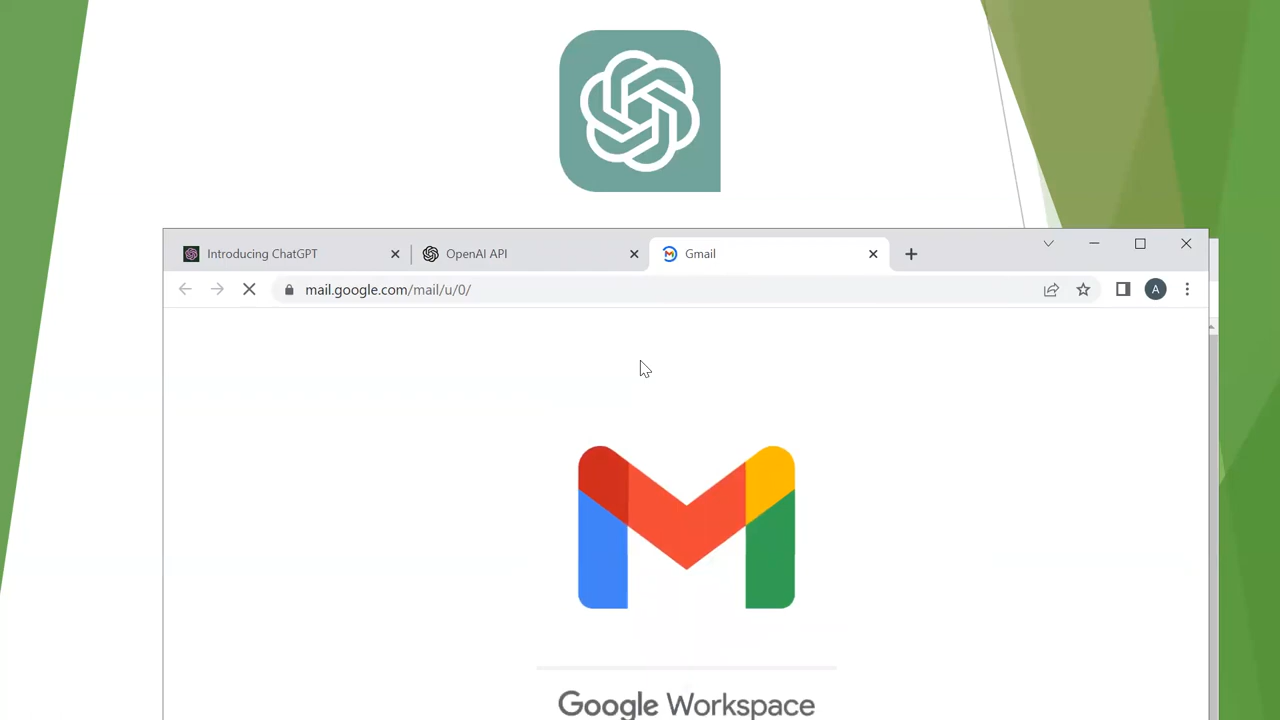 Introducing ChatGPT
OpenAI API
Gmail
mail.google.com/mail/u/0/
A
Google Workspace